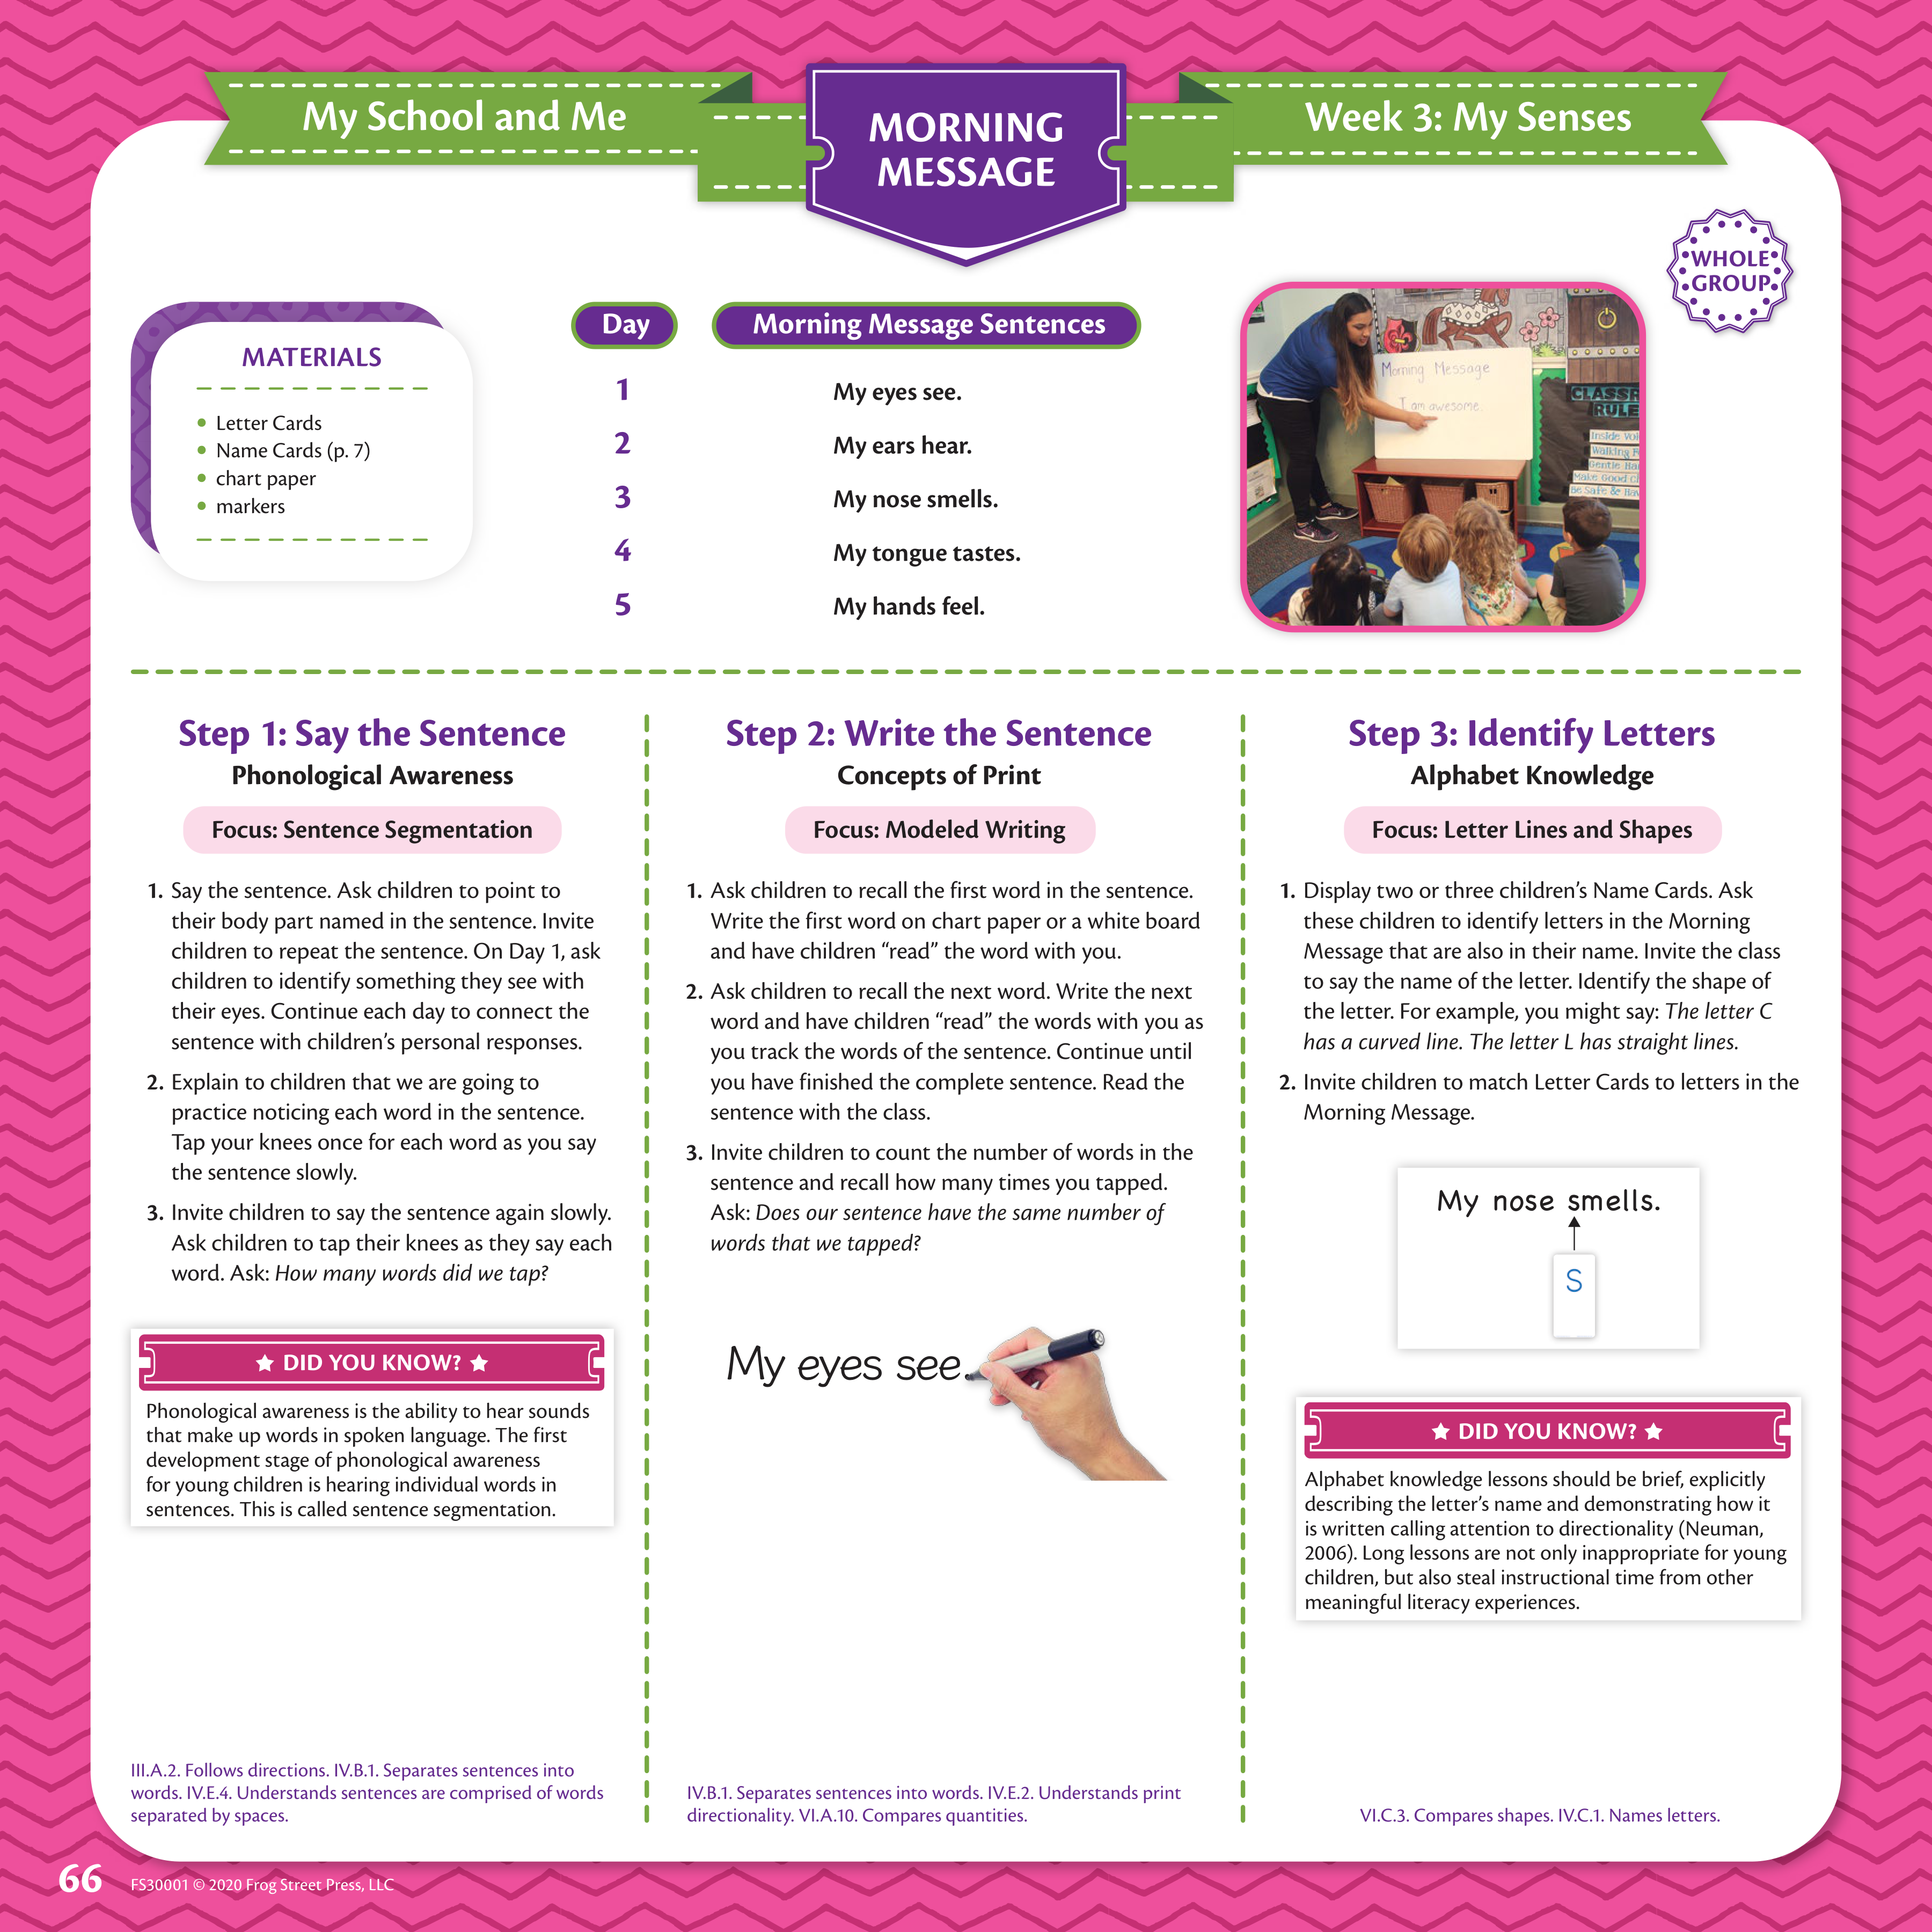 My School and Me
MORNING
MESSAGE
Week 3: My Senses
WHOLE
GROUP
MATERIALS
• Letter Cards
• Name Cards (p. 7)
• chart paper
• markers
Day Morning Message Sentences
1 My eyes see.
2 My ears hear.
3 My nose smells.
4 My tongue tastes.
5 My hands feel.
Morning Message
I am awesome.
Step 1: Say the Sentence
Phonological Awareness
Focus: Sentence Segmentation
1. Say the sentence. Ask children to point to
their body part named in the sentence. Invite
children to repeat the sentence. On Day 1, ask
children to identify something they see with
their eyes. Continue each day to connect the
sentence with children's personal responses.
2. Explain to children that we are going to
practice noticing each word in the sentence.
Tap your knees once for each word as you say
the sentence slowly.
3. Invite children to say the sentence again slowly.
Ask children to tap their knees as they say each
word. Ask: How many words did we tap?
DID YOU KNOW?
Phonological awareness is the ability to hear sounds
that make up words in spoken language. The first
development stage of phonological awareness
for young children is hearing individual words in
sentences. This is called sentence segmentation.
III.A.2. Follows directions. IV.B.1. Separates sentences into
words. IV.E.4. Understands sentences are comprised of words
separated by spaces.
Step 2: Write the Sentence
Concepts of Print
Focus: Modeled Writing
1. Ask children to recall the first word in the sentence.
Write the first word on chart paper or a white board
and have children “read” the word with you.
2. Ask children to recall the next word. Write the next
word and have children “read” the words with you as
you track the words of the sentence. Continue until
you have finished the complete sentence. Read the
sentence with the class.
3. Invite children to count the number of words in the
sentence and recall how many times you tapped.
Ask: Does our sentence have the same number of
words that we tapped?
My eyes see.
IV.B.1. Separates sentences into words. IV.E.2. Understands print
directionality. VI.A.10. Compares quantities.
Step 3: Identify Letters
Alphabet Knowledge
Focus: Letter Lines and Shapes
1. Display two or three children's Name Cards. Ask
these children to identify letters in the Morning
Message that are also in their name. Invite the class
to say the name of the letter. Identify the shape of
the letter. For example, you might say: The letter C
has a curved line. The letter L has straight lines.
2. Invite children to match Letter Cards to letters in the
Morning Message.
My nose smells.
S
DID YOU KNOW?
Alphabet knowledge lessons should be brief, explicitly
describing the letter's name and demonstrating how it
is written calling attention to directionality (Neuman,
2006). Long lessons are not only inappropriate for young
children, but also steal instructional time from other
meaningful literacy experiences.
VI.C.3. Compares shapes. IV.C.1. Names letters.
66 FS30001 © 2020 Frog Street Press, LLC